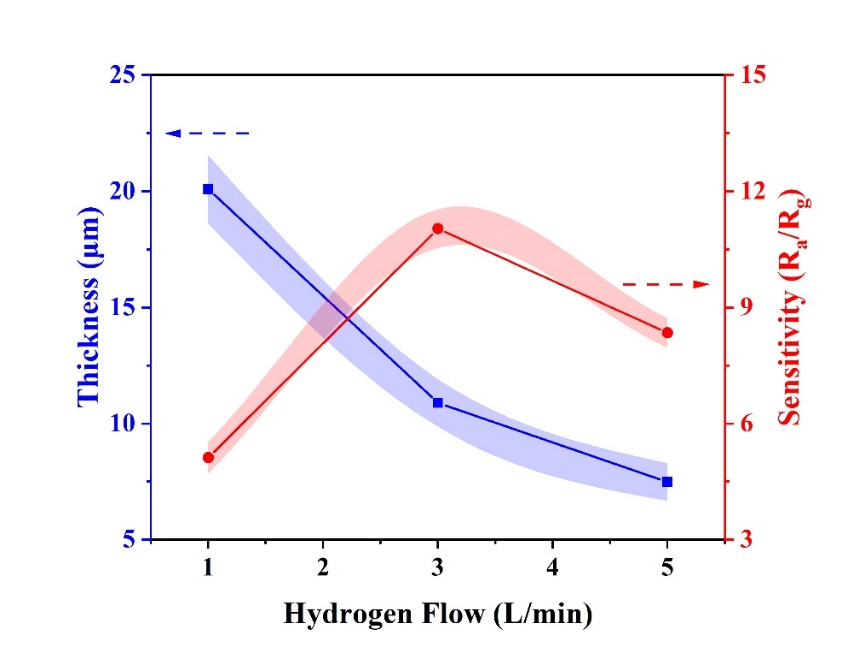 25
20
15
10
5
Thickness (μm)
15
12
9
6
3
Sensitivity (Ra/Rg)
1 2 3 4 5
Hydrogen Flow (L/min)